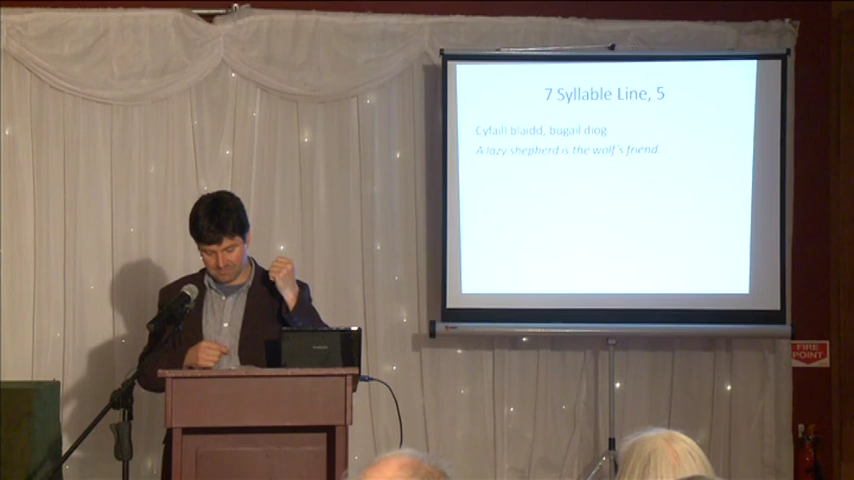 7 Syllable Line, 5
Cyfaill blaidd, bugail diog
A lazy shepherd is the wolf's friend.
FIRE
POINT